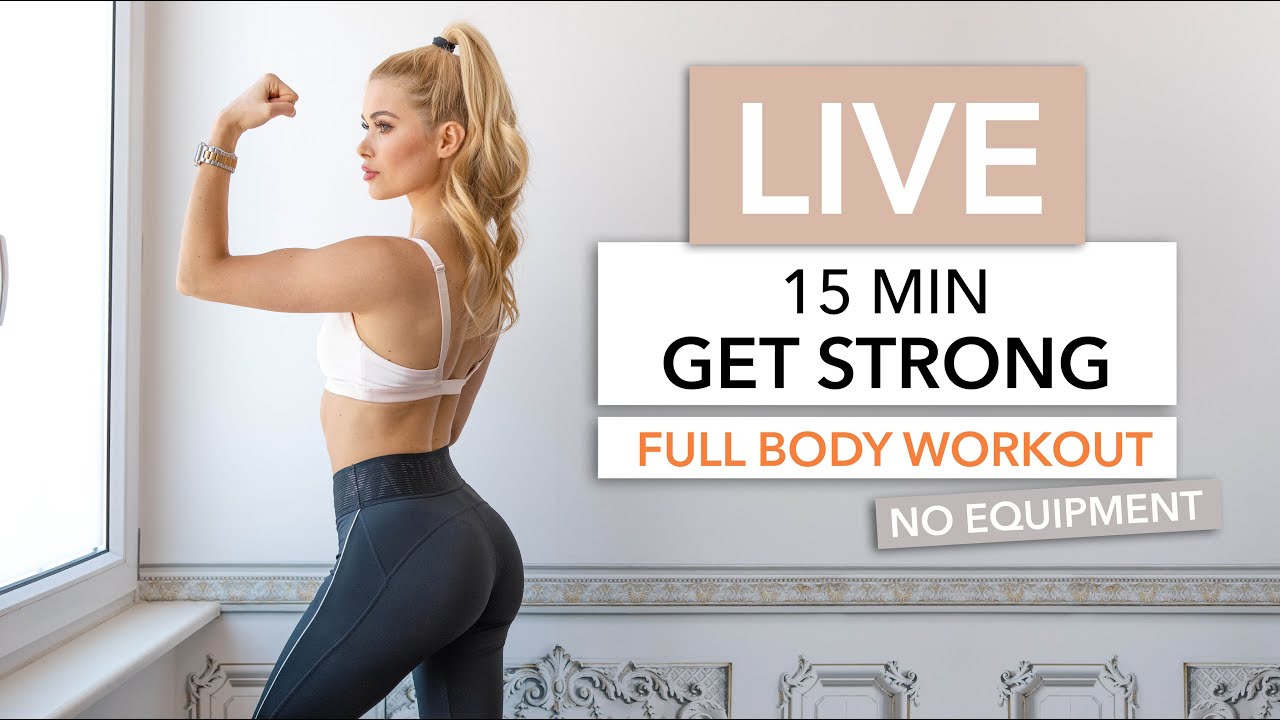 LIVE
15 MIN
GET STRONG
FULL BODY WORKOUT
NO EQUIPMENT